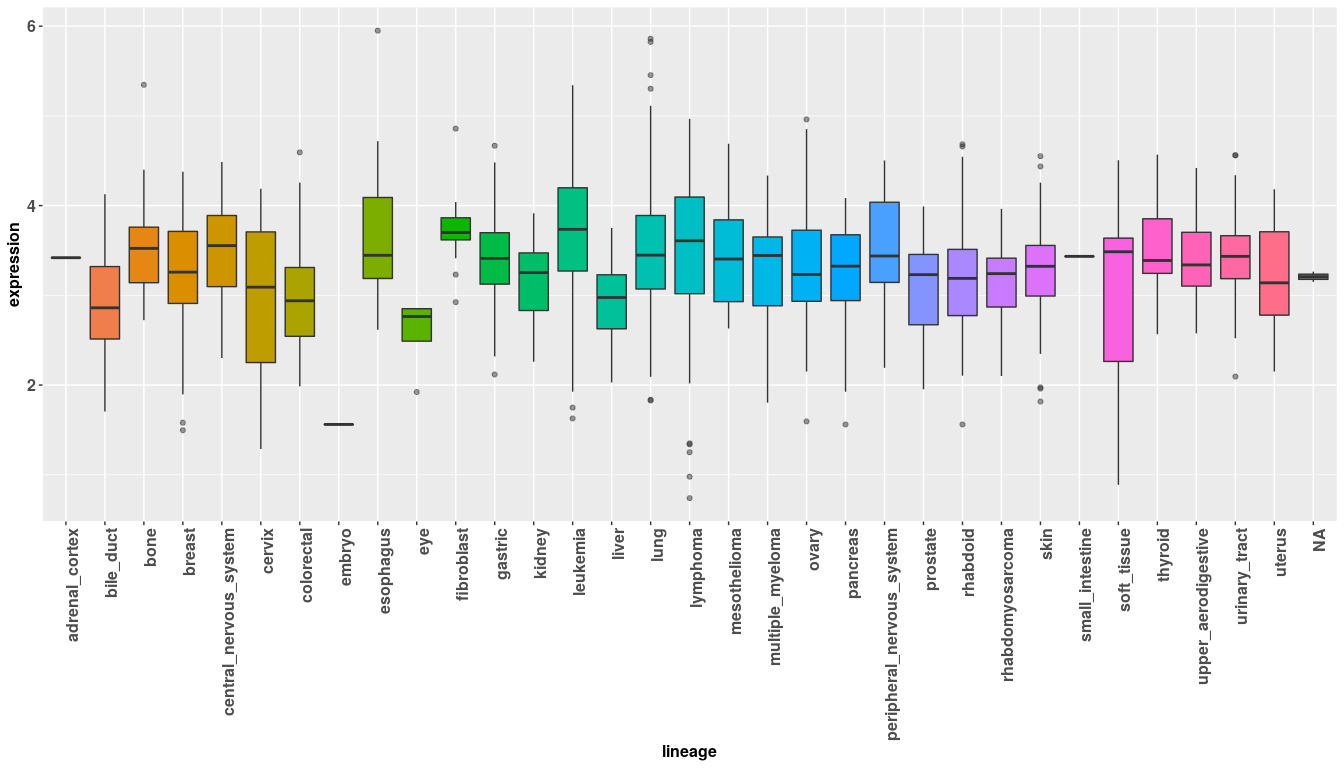 expression
6
4
2
adrenal_cortex
bile_duct
bone
breast
central_nervous_system
cervix
colorectal
embryo
esophagus
eye
fibroblast
gastric
kidney
leukemia
liver
lung
lymphoma
mesothelioma
multiple_myeloma
ovary
pancreas
peripheral_nervous_system
prostate
rhabdoid
rhabdomyosarcoma
skin
small_intestine
soft_tissue
thyroid
upper_aerodigestive
urinary_tract
uterus
NA
lineage